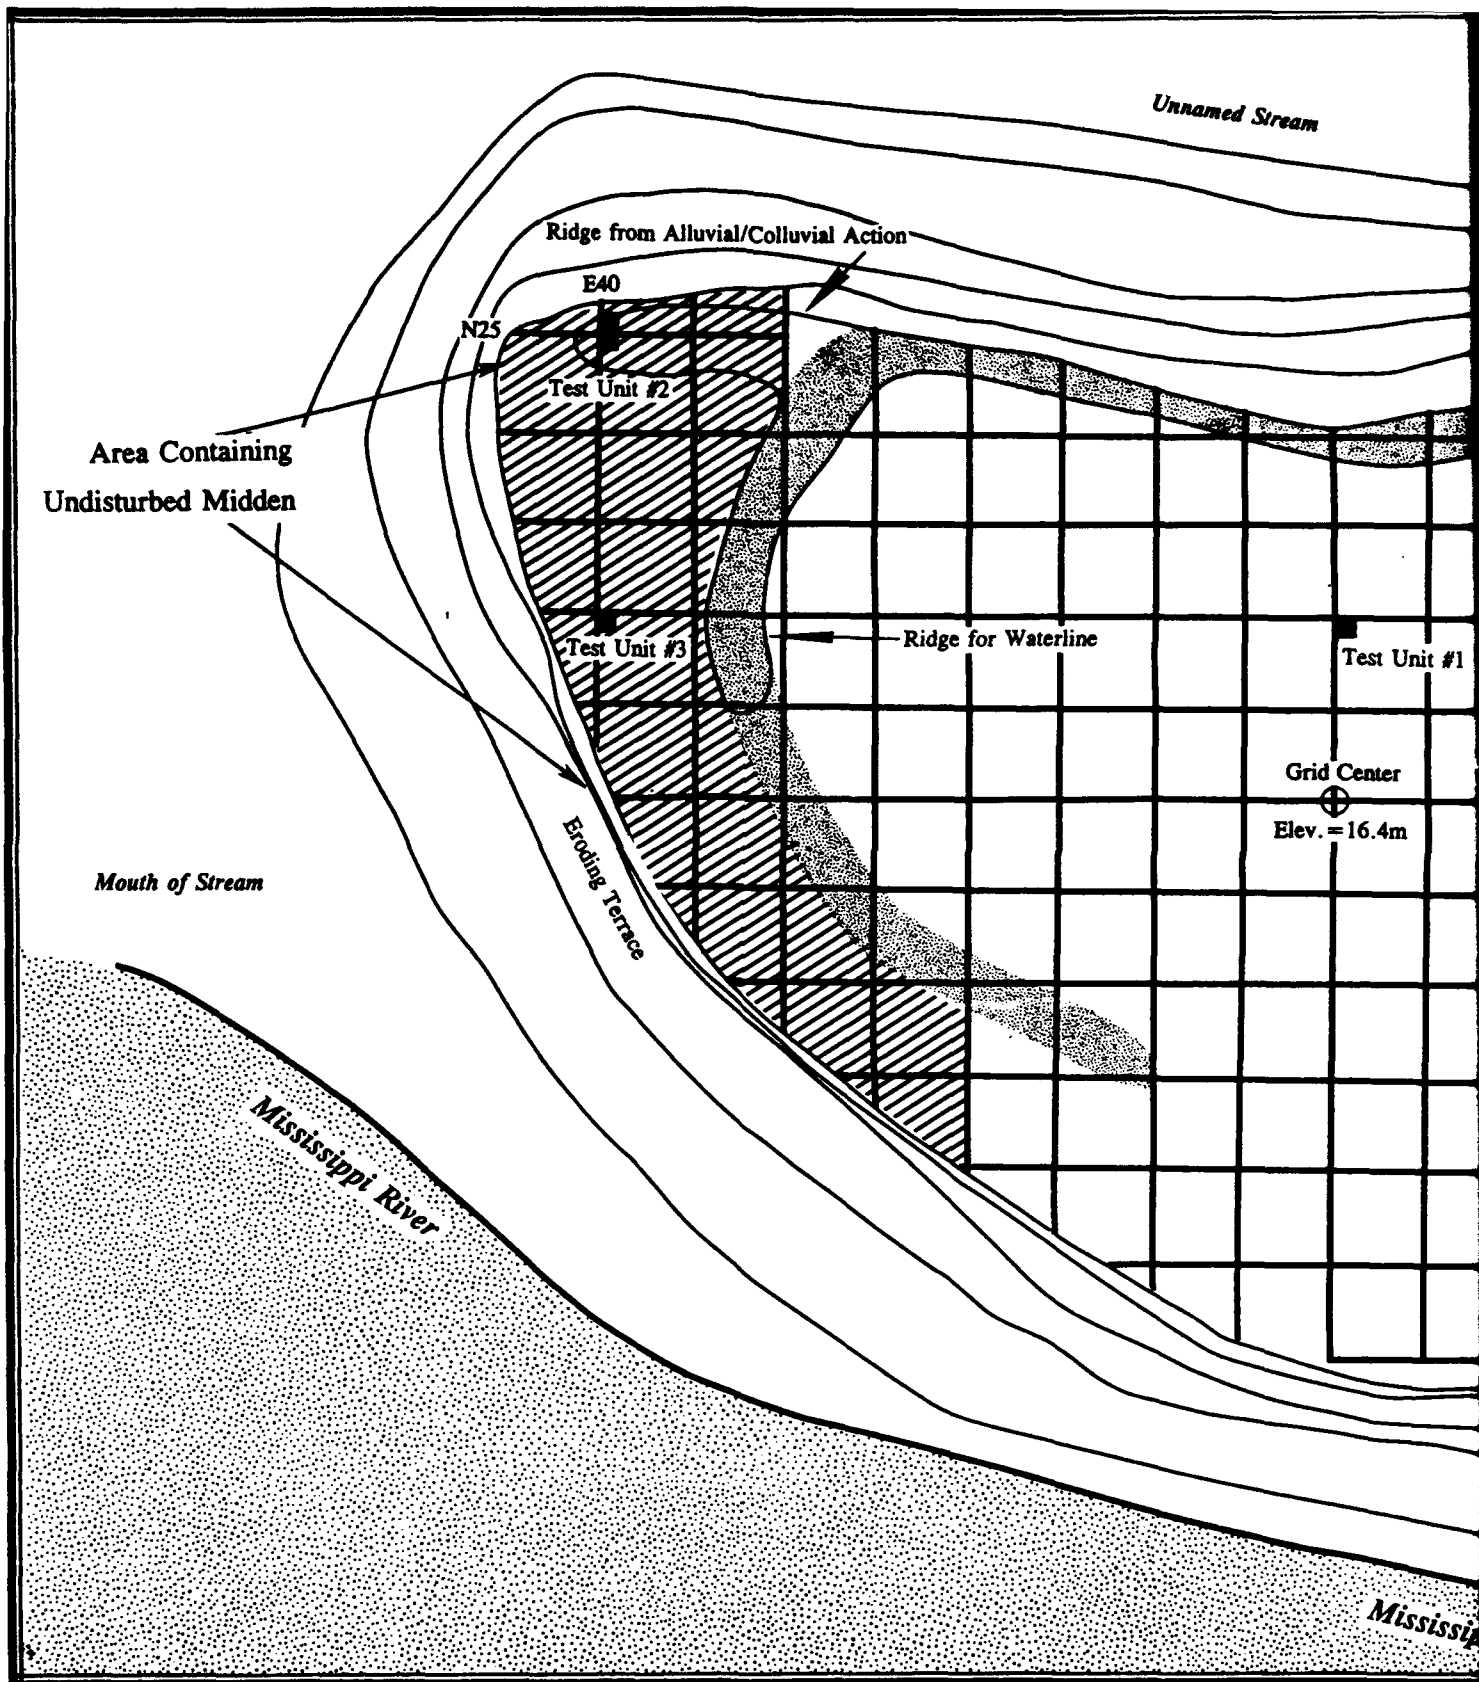 Unnamed Stream
Ridge from Alluvial/Colluvial Action
E40
N25
Test Unit #2
Area Containing
Undisturbed Midden
Test Unit #3
Ridge for Waterline
Test Unit #1
Grid Center
Elev. = 16.4m
Eroding Terrace
Mouth of Stream
Mississippi River
Mississip